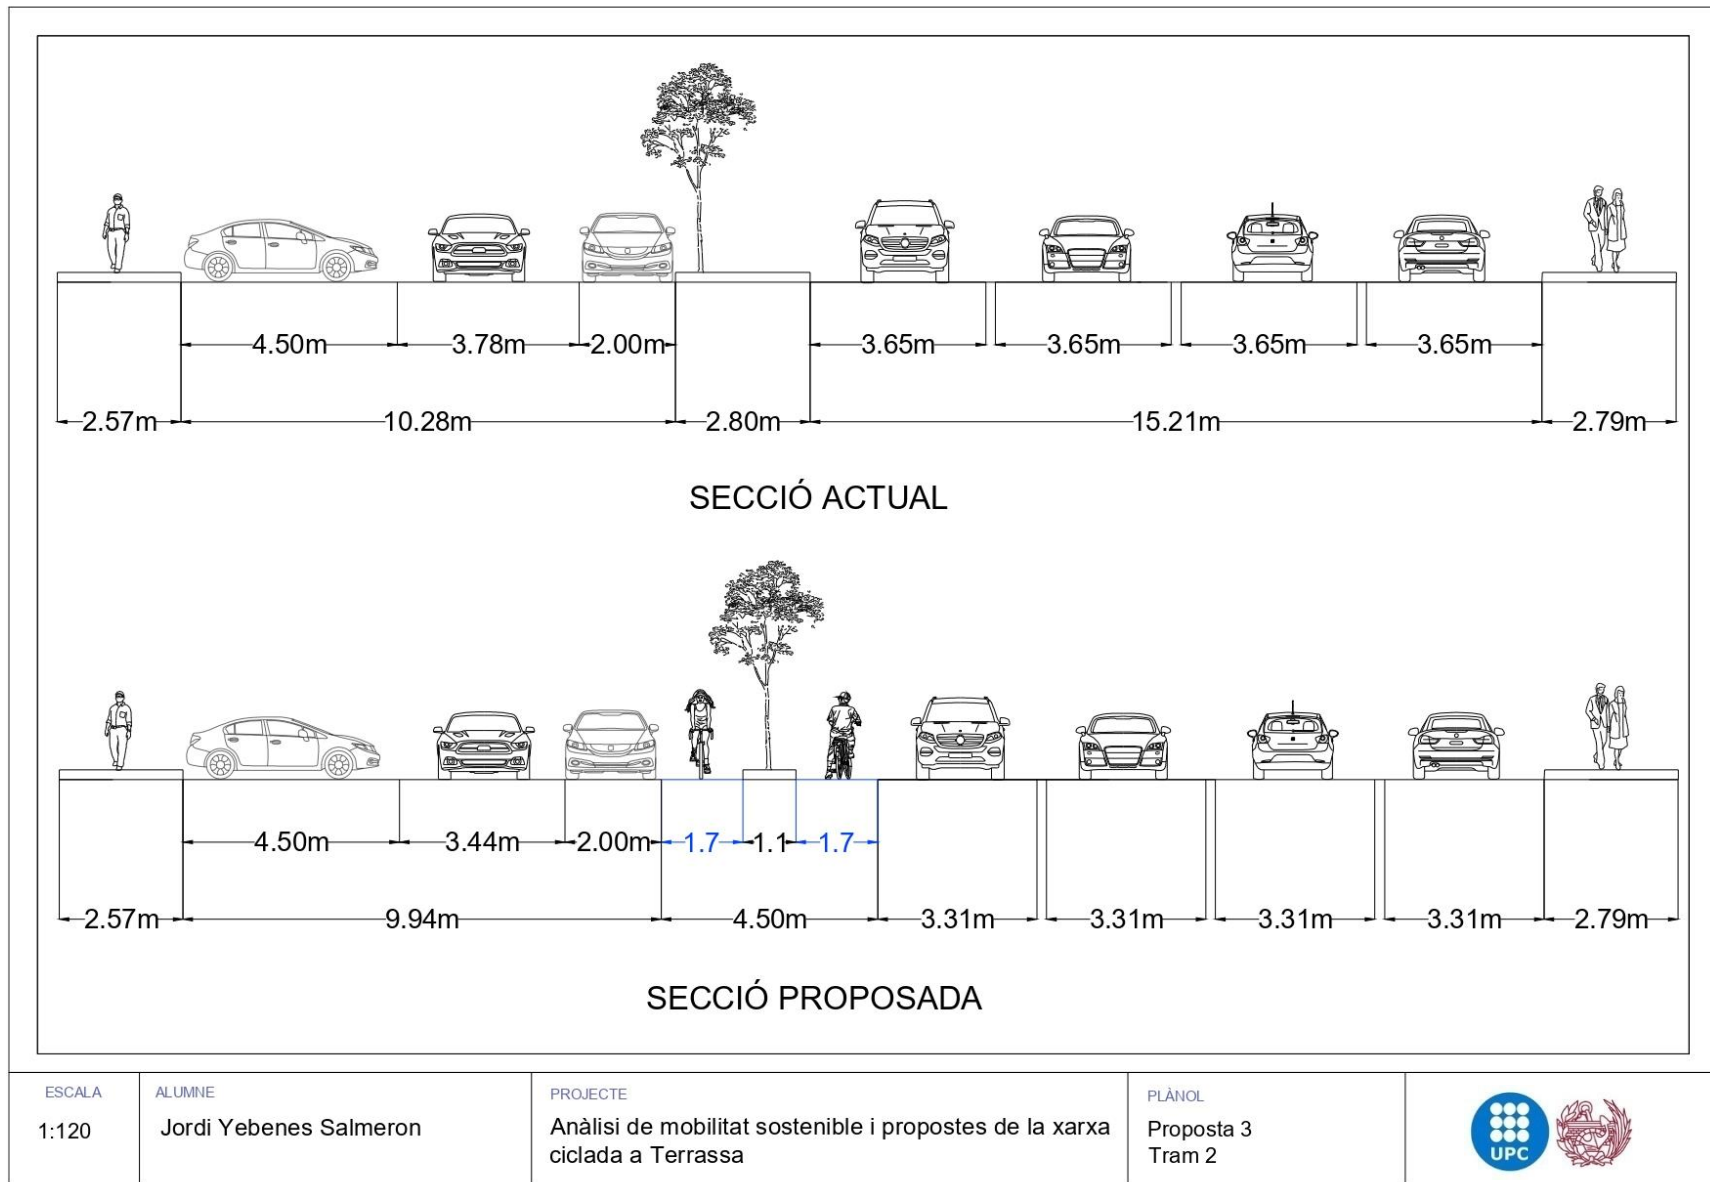 4.50m 3.78m 2.00m 3.65m 3.65m 3.65m 3.65m
2.57m 10.28m 2.80m 15.21m 2.79m
SECCIÓ ACTUAL
4.50m 3.44m 2.00m 1.7 1.1 1.7
2.57m 9.94m 4.50m 3.31m 3.31m 3.31m 3.31m 2.79m
SECCIÓ PROPOSADA
ESCALA
1:120
ALUMNE
Jordi Yebenes Salmeron
PROJECTE
Anàlisi de mobilitat sostenible i propostes de la xarxa
ciclada a Terrassa
PLÀNOL
Proposta 3
Tram 2
UPC